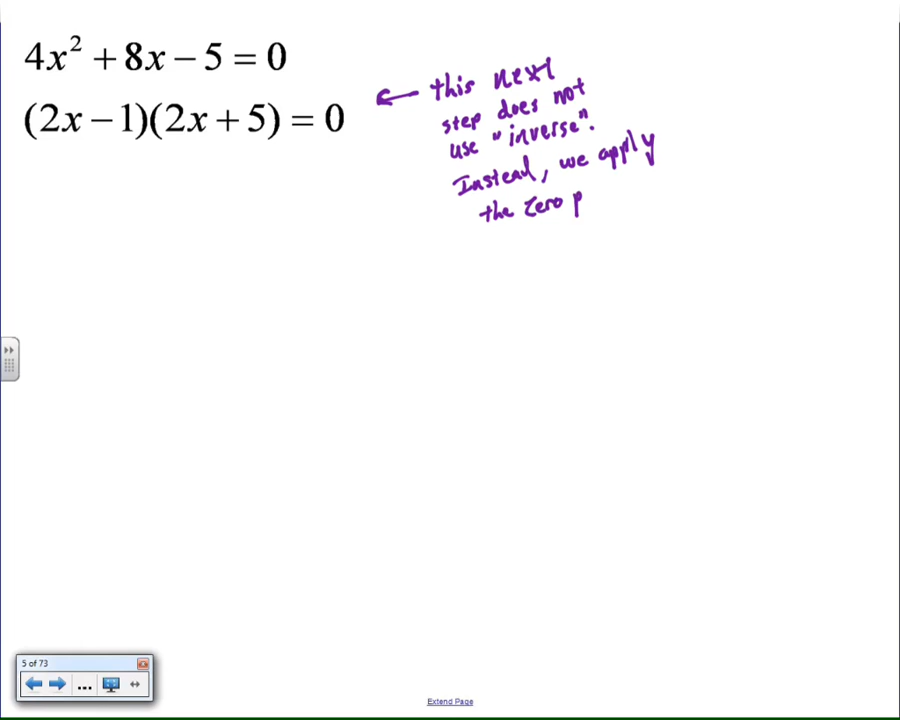 4x² + 8x − 5 = 0
(2x − 1)(2x + 5) = 0
this next
step does not
use "inverse".
Instead, we apply
the zero p
5 of 73
...
Extend Page